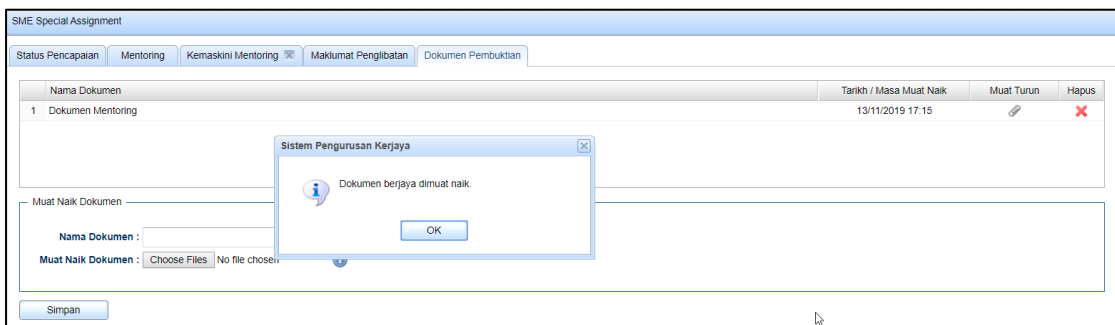 SME Special Assignment
Status Pencapaian Mentoring Kemaskini Mentoring Maklumat Penglibatan Dokumen Pembuktian
Nama Dokumen Tarikh / Masa Muat Naik Muat Turun Hapus
1 Dokumen Mentoring 13/11/2019 17:15
Sistem Pengurusan Kerjaya
Dokumen berjaya dimuat naik.
OK
Muat Naik Dokumen
Nama Dokumen :
Muat Naik Dokumen : Choose Files No file chosen
Simpan